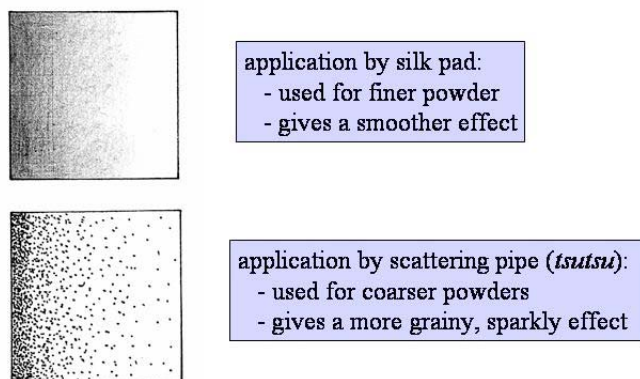 application by silk pad:
- used for finer powder
- gives a smoother effect
application by scattering pipe (tsutsu):
- used for coarser powders
- gives a more grainy, sparkly effect